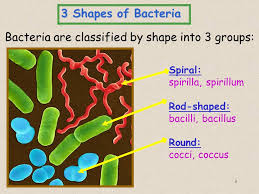 3 Shapes of Bacteria
Bacteria are classified by shape into 3 groups:
Spiral:
spirilla, spirillum
Rod-shaped:
bacilli, bacillus
Round:
cocci, coccus